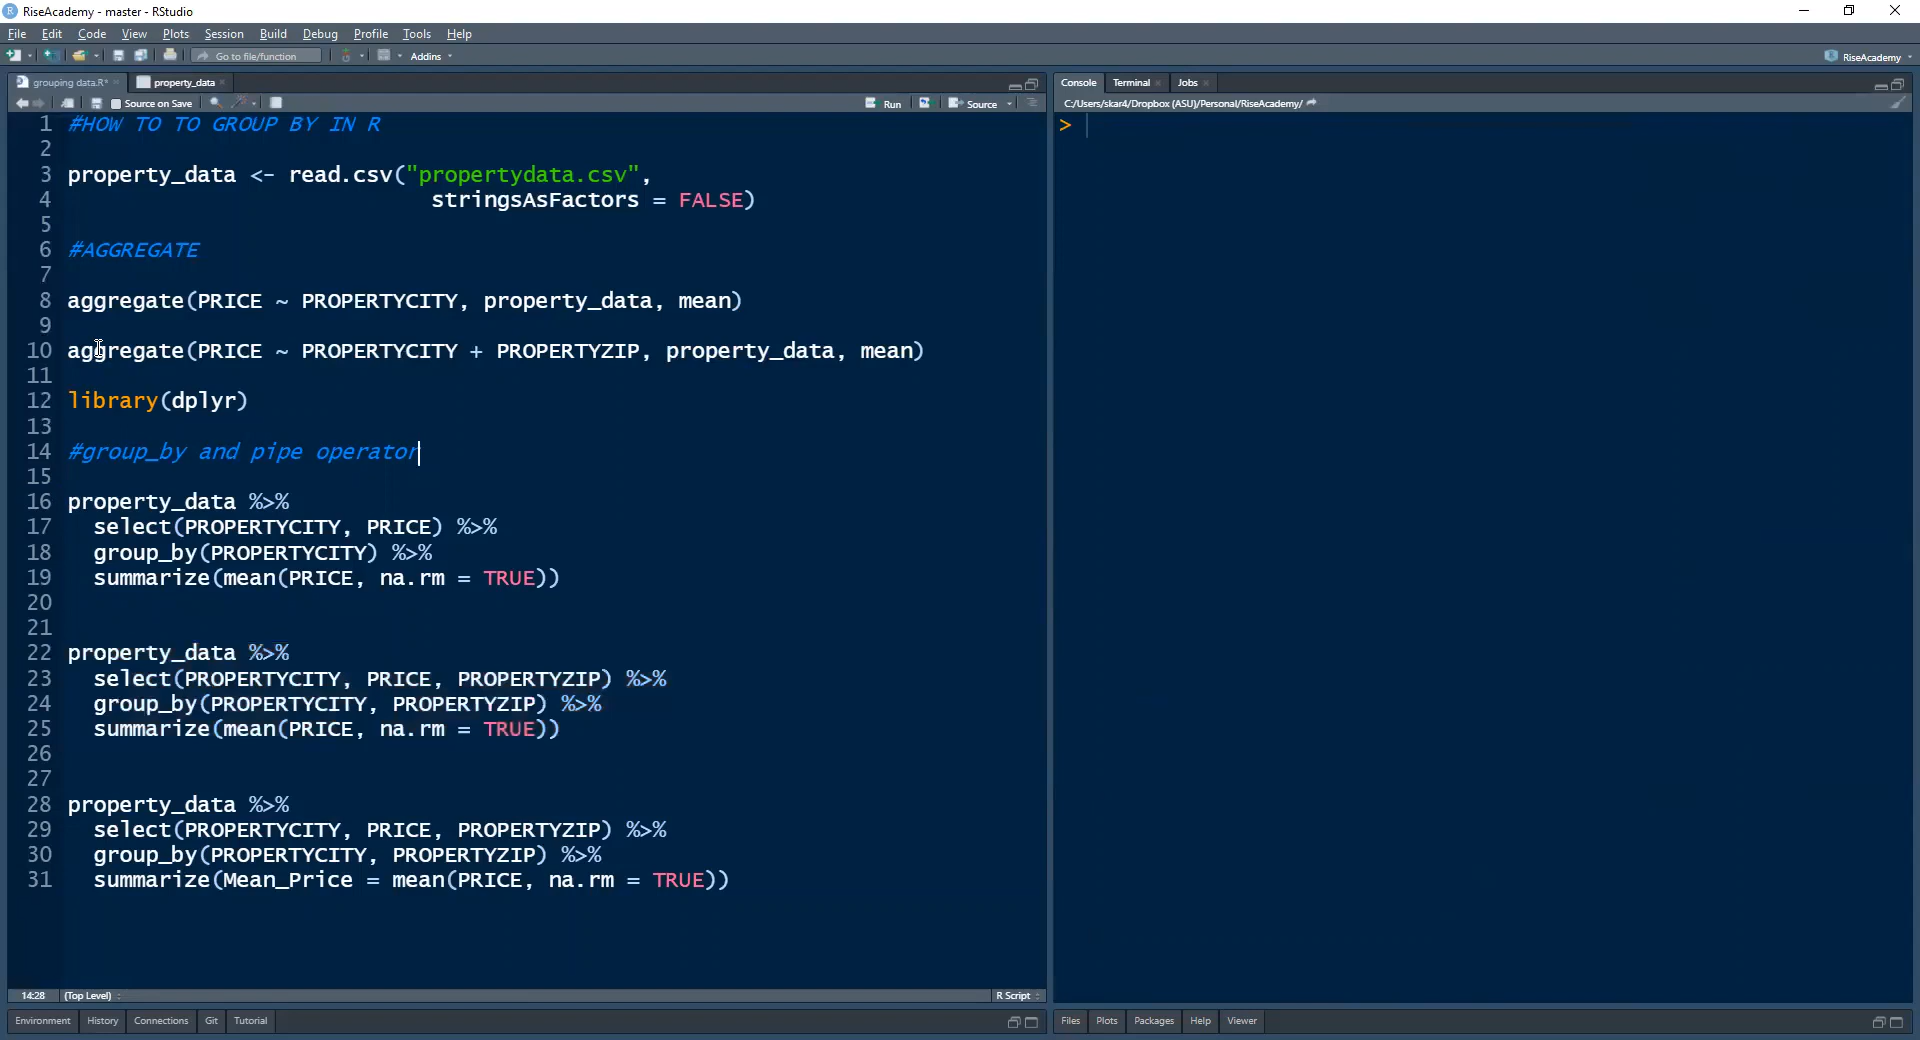 RiseAcademy - master - RStudio
File Edit Code View Plots Session Build Debug Profile Tools Help
Go to file/function Addins RiseAcademy
grouping data.R* property_data
Source on Save Run Source
1 #HOW TO TO GROUP BY IN R
2
3 property_data <- read.csv("propertydata.csv",
4 stringsAsFactors = FALSE)
5
6 #AGGREGATE
7
8 aggregate(PRICE ~ PROPERTYCITY, property_data, mean)
9
10 aggregate(PRICE ~ PROPERTYCITY + PROPERTYZIP, property_data, mean)
11
12 library(dplyr)
13
14 #group_by and pipe operator
15
16 property_data %>%
17 select(PROPERTYCITY, PRICE) %>%
18 group_by(PROPERTYCITY) %>%
19 summarize(mean(PRICE, na.rm = TRUE))
20
21
22 property_data %>%
23 select(PROPERTYCITY, PRICE, PROPERTYZIP) %>%
24 group_by(PROPERTYCITY, PROPERTYZIP) %>%
25 summarize(mean(PRICE, na.rm = TRUE))
26
27
28 property_data %>%
29 select(PROPERTYCITY, PRICE, PROPERTYZIP) %>%
30 group_by(PROPERTYCITY, PROPERTYZIP) %>%
31 summarize(Mean_Price = mean(PRICE, na.rm = TRUE))
14:28 (Top Level) R Script
Environment History Connections Git Tutorial
Console Terminal Jobs
C:/Users/skar4/Dropbox (ASU)/Personal/RiseAcademy/
>
Files Plots Packages Help Viewer